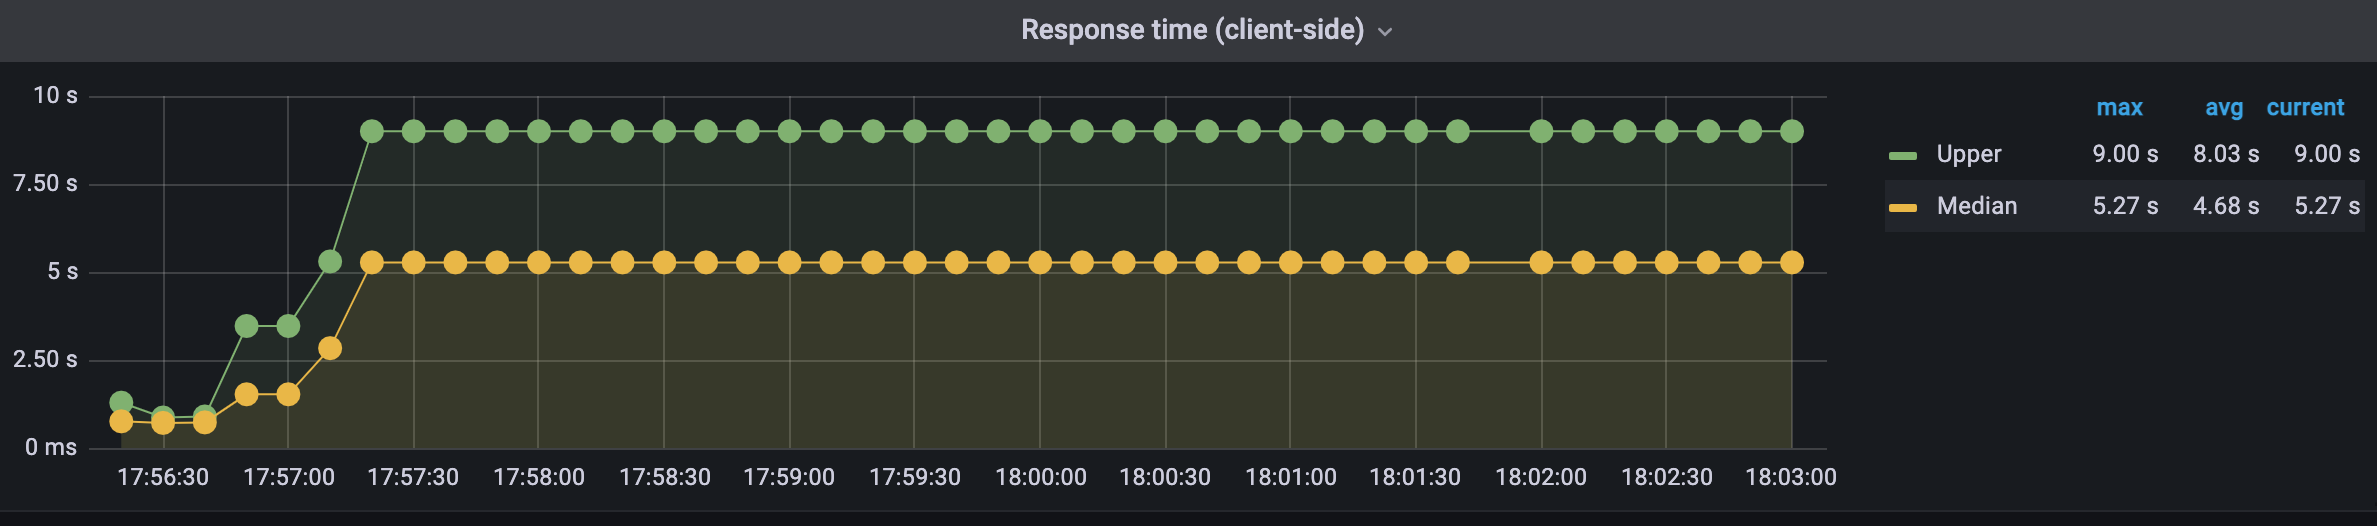 Response time (client-side)
10 s
7.50 s
5 s
2.50 s
0 ms
17:56:30 17:57:00 17:57:30 17:58:00 17:58:30 17:59:00 17:59:30 18:00:00 18:00:30 18:01:00 18:01:30 18:02:00 18:02:30 18:03:00
max avg current
Upper 9.00 s 8.03 s 9.00 s
Median 5.27 s 4.68 s 5.27 s